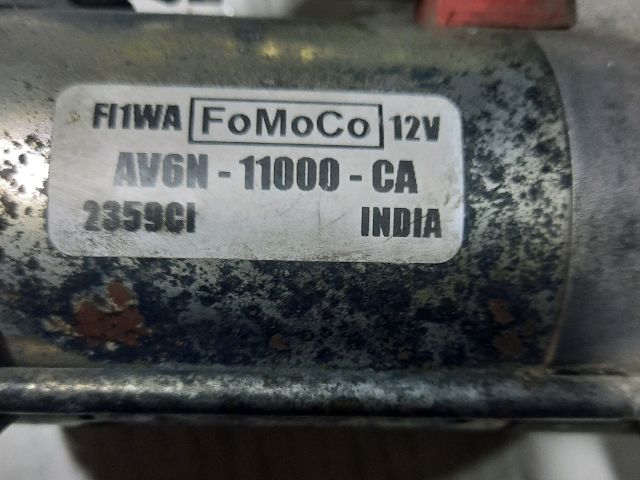 FI1WA FoMoCo 12V
AV6N - 11000 - CA
2359CI INDIA